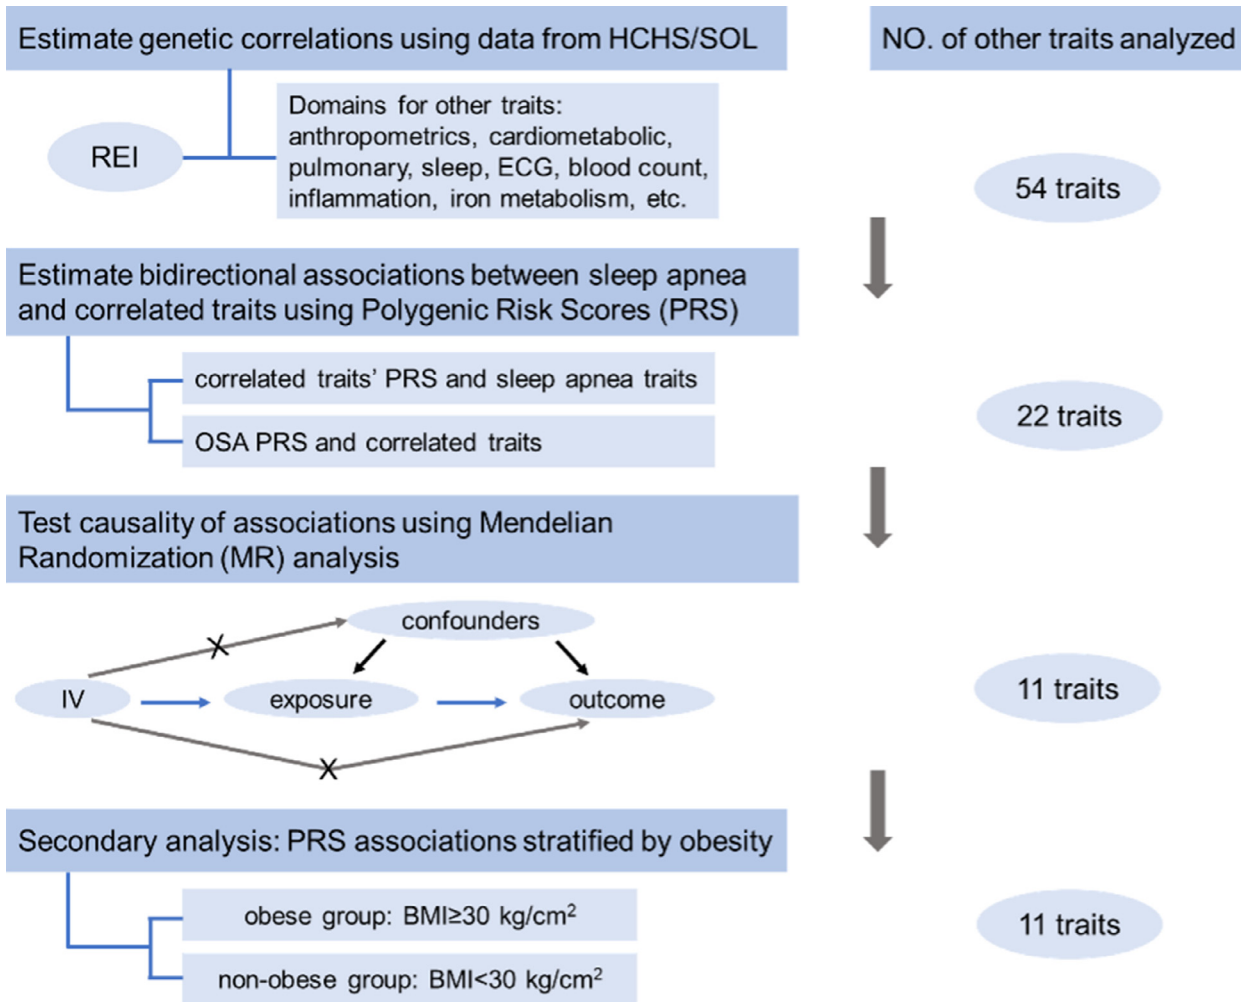 Estimate genetic correlations using data from HCHS/SOL
NO. of other traits analyzed
REI
Domains for other traits:
anthropometrics, cardiometabolic,
pulmonary, sleep, ECG, blood count,
inflammation, iron metabolism, etc.
54 traits
Estimate bidirectional associations between sleep apnea
and correlated traits using Polygenic Risk Scores (PRS)
correlated traits’ PRS and sleep apnea traits
OSA PRS and correlated traits
22 traits
Test causality of associations using Mendelian
Randomization (MR) analysis
confounders
X
IV
exposure
outcome
X
11 traits
Secondary analysis: PRS associations stratified by obesity
obese group: BMI≥30 kg/cm²
non-obese group: BMI<30 kg/cm²
11 traits